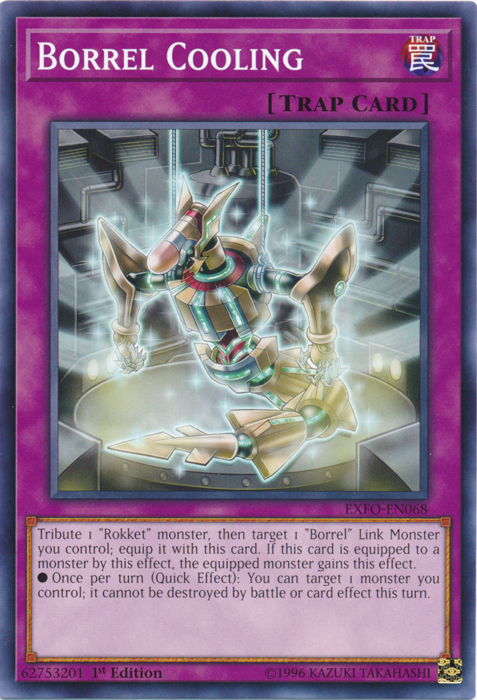 Borrel Cooling
TRAP
罠
[Trap Card]
EXFO-EN068
Tribute 1 "Rokket" monster, then target 1 "Borrel" Link Monster
you control; equip it with this card. If this card is equipped to a
monster by this effect, the equipped monster gains this effect.
●Once per turn (Quick Effect): You can target 1 monster you
control; it cannot be destroyed by battle or card effect this turn.
62753201 1st Edition ©1996 KAZUKI TAKAHASHI